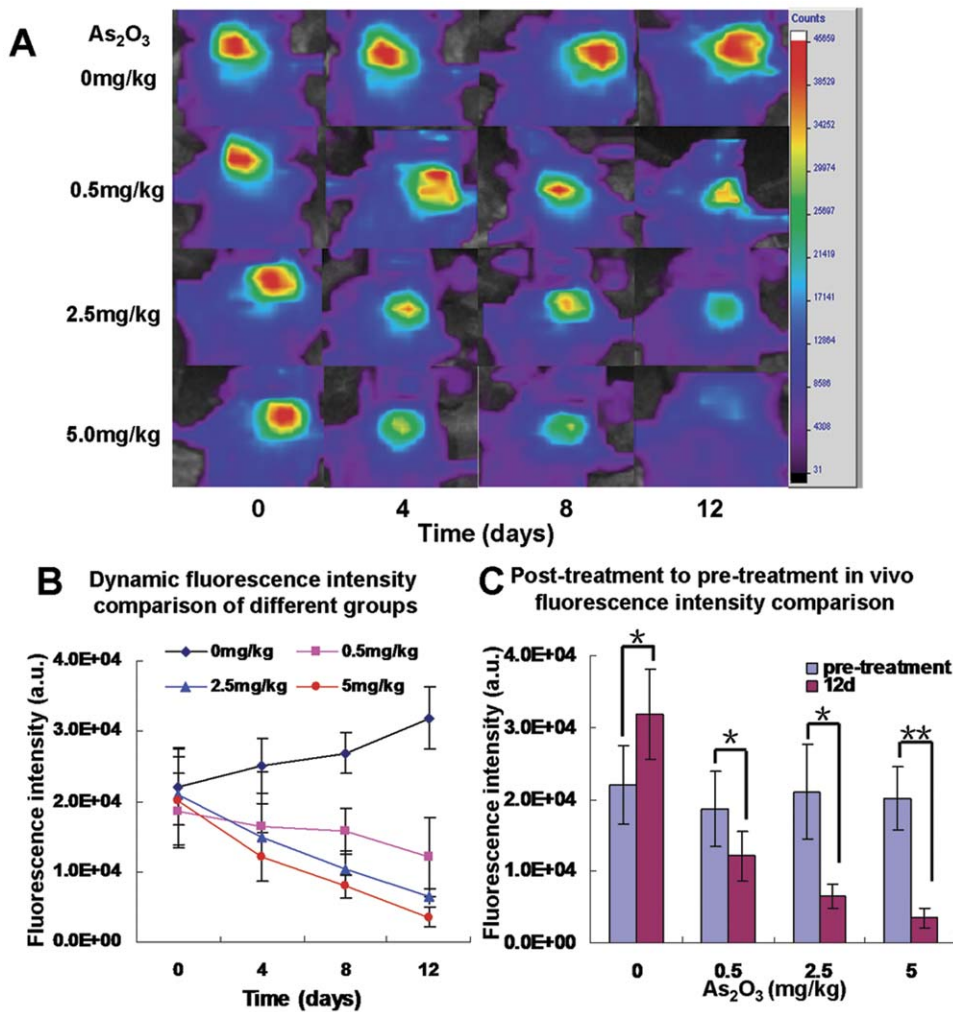 A
As₂O₃
0mg/kg
0.5mg/kg
2.5mg/kg
5.0mg/kg
Counts
46659
38529
34252
29974
25697
21419
17141
12864
8586
4308
31
0 4 8 12
Time (days)
B Dynamic fluorescence intensity
comparison of different groups
0mg/kg 0.5mg/kg
2.5mg/kg 5mg/kg
Fluorescence intensity (a.u.)
4.0E+04
3.0E+04
2.0E+04
1.0E+04
0.0E+00
0 4 8 12
Time (days)
C Post-treatment to pre-treatment in vivo
fluorescence intensity comparison
pre-treatment
12d
Fluorescence intensity (a.u.)
4.0E+04
3.0E+04
2.0E+04
1.0E+04
0.0E+00
* * * **
0 0.5 2.5 5
As₂O₃ (mg/kg)